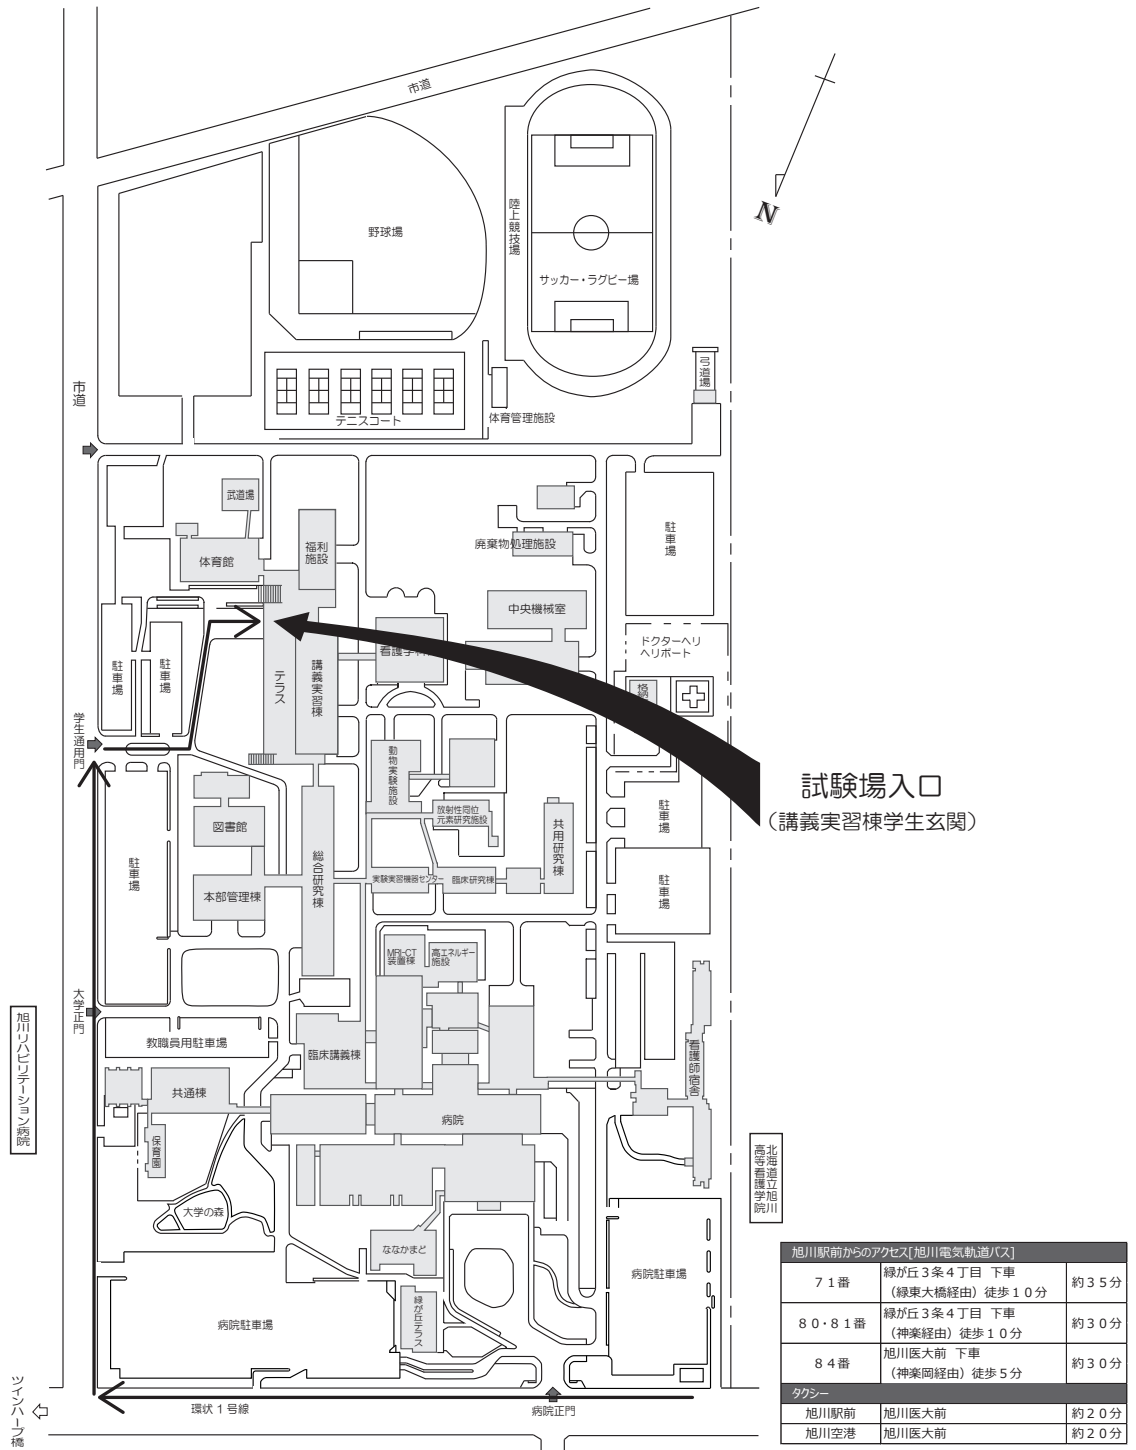 市道
野球場
陸上競技場
サッカー・ラグビー場
N
弓道場
市道
テニスコート
体育管理施設
武道場
体育館
福利
施設
廃棄物処理施設
駐車場
中央機械室
ドクターヘリ
ヘリポート
看護学科
格納
駐車場
駐車場
テラス
講義実習棟
学生通用門
動物実験施設
試験場入口
（講義実習棟学生玄関）
放射性同位
元素研究施設
共用研究棟
駐車場
図書館
駐車場
総合研究棟
実験実習機器センター
臨床研究棟
駐車場
本部管理棟
MRI-CT
装置棟
高エネルギー
施設
大学正門
旭川リハビリテーション病院
教職員用駐車場
臨床講義棟
看護師宿舎
共通棟
病院
保育園
北海道立旭川
高等看護学院
大学の森
ななかまど
病院駐車場
緑が丘テラス
病院駐車場
旭川駅前からのアクセス[旭川電気軌道バス]
７１番 緑が丘３条４丁目 下車 約３５分
（緑東大橋経由）徒歩１０分
８０・８１番 緑が丘３条４丁目 下車 約３０分
（神楽経由）徒歩１０分
８４番 旭川医大前 下車 約３０分
（神楽岡経由）徒歩５分
タクシー
旭川駅前 旭川医大前 約２０分
旭川空港 旭川医大前 約２０分
ツインハープ橋
環状１号線
病院正門